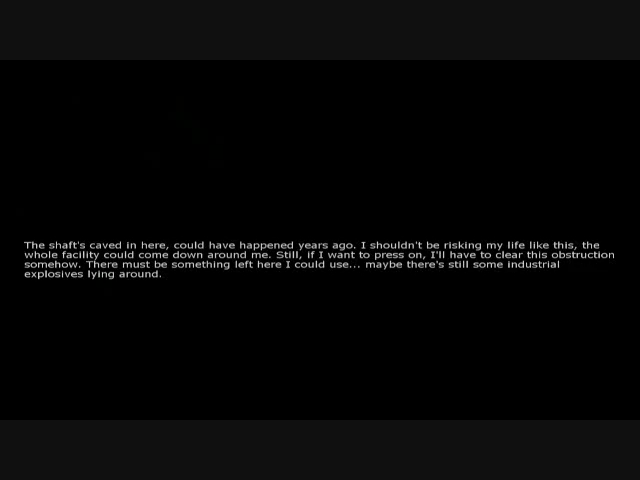 The shaft's caved in here, could have happened years ago. I shouldn't be risking my life like this, the
whole facility could come down around me. Still, if I want to press on, I'll have to clear this obstruction
somehow. There must be something left here I could use... maybe there's still some industrial
explosives lying around.